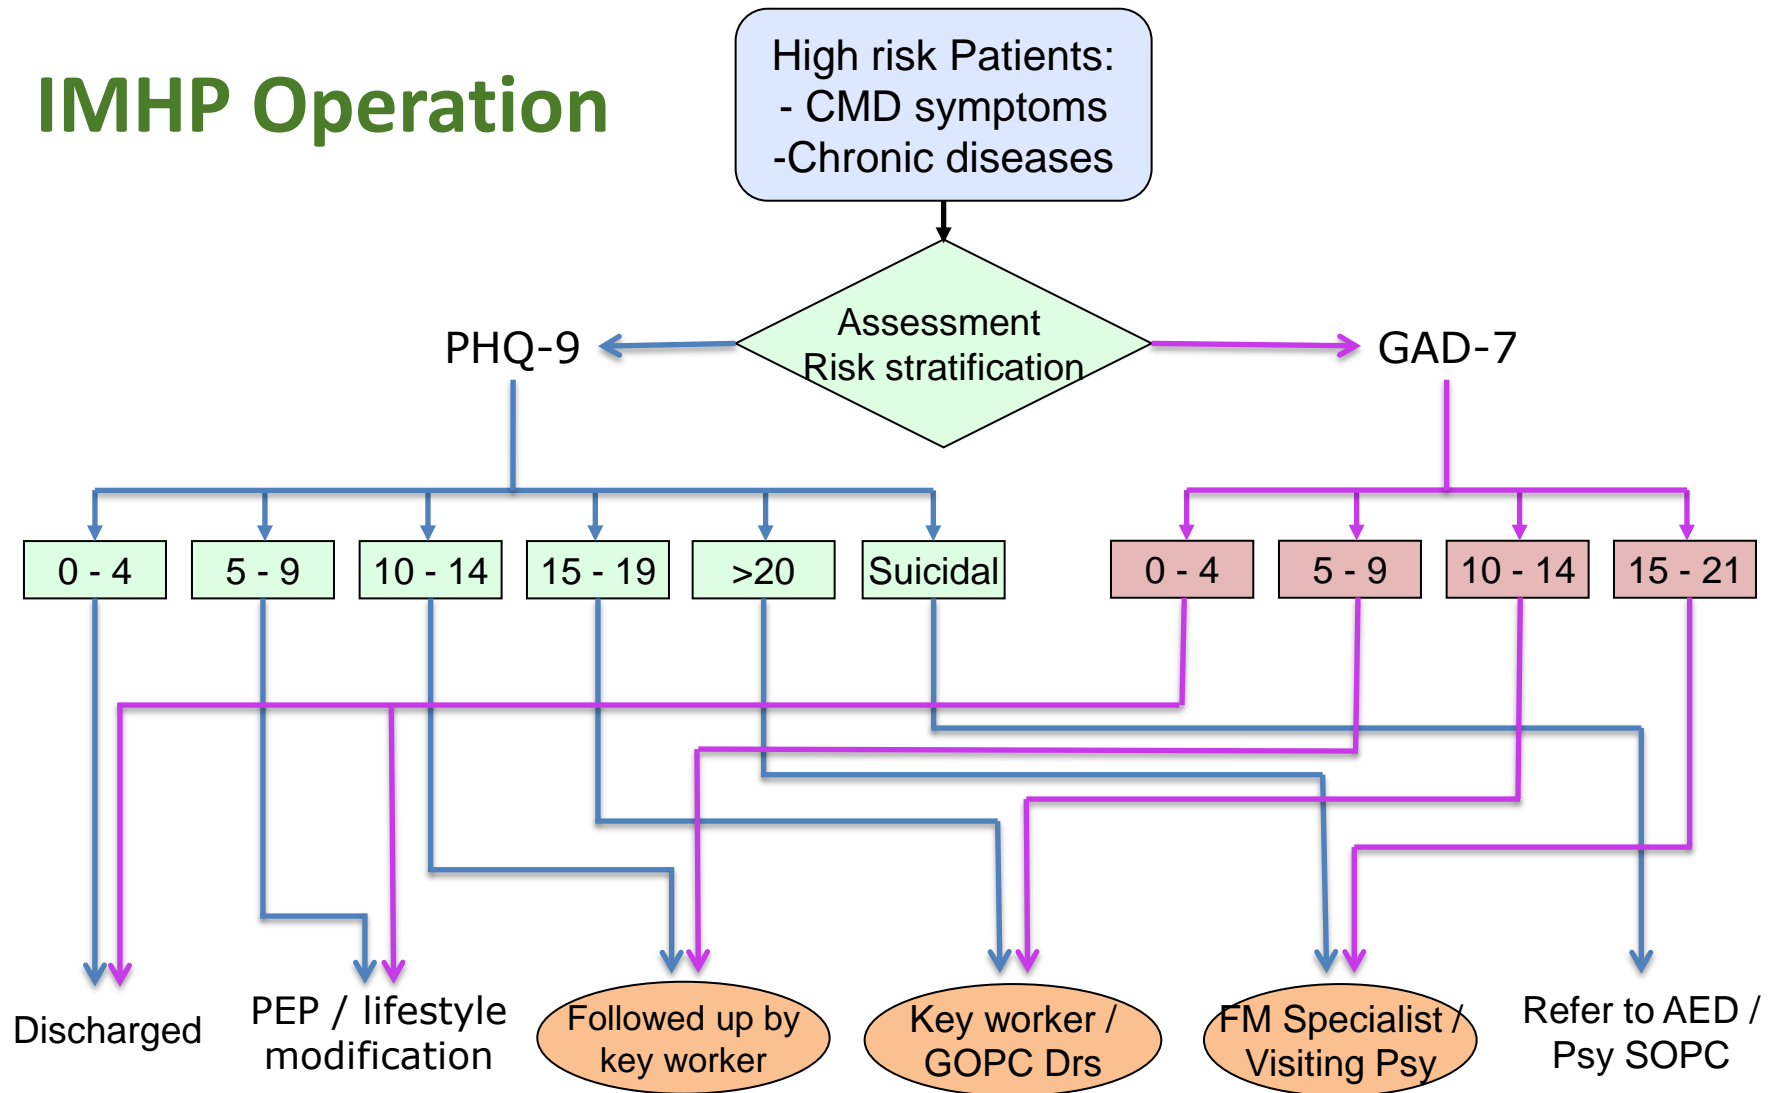 IMHP Operation
High risk Patients:
- CMD symptoms
-Chronic diseases
Assessment
Risk stratification
PHQ-9
GAD-7
0 - 4
5 - 9
10 - 14
15 - 19
>20
Suicidal
0 - 4
5 - 9
10 - 14
15 - 21
Discharged
PEP / lifestyle
modification
Followed up by
key worker
Key worker /
GOPC Drs
FM Specialist /
Visiting Psy
Refer to AED /
Psy SOPC